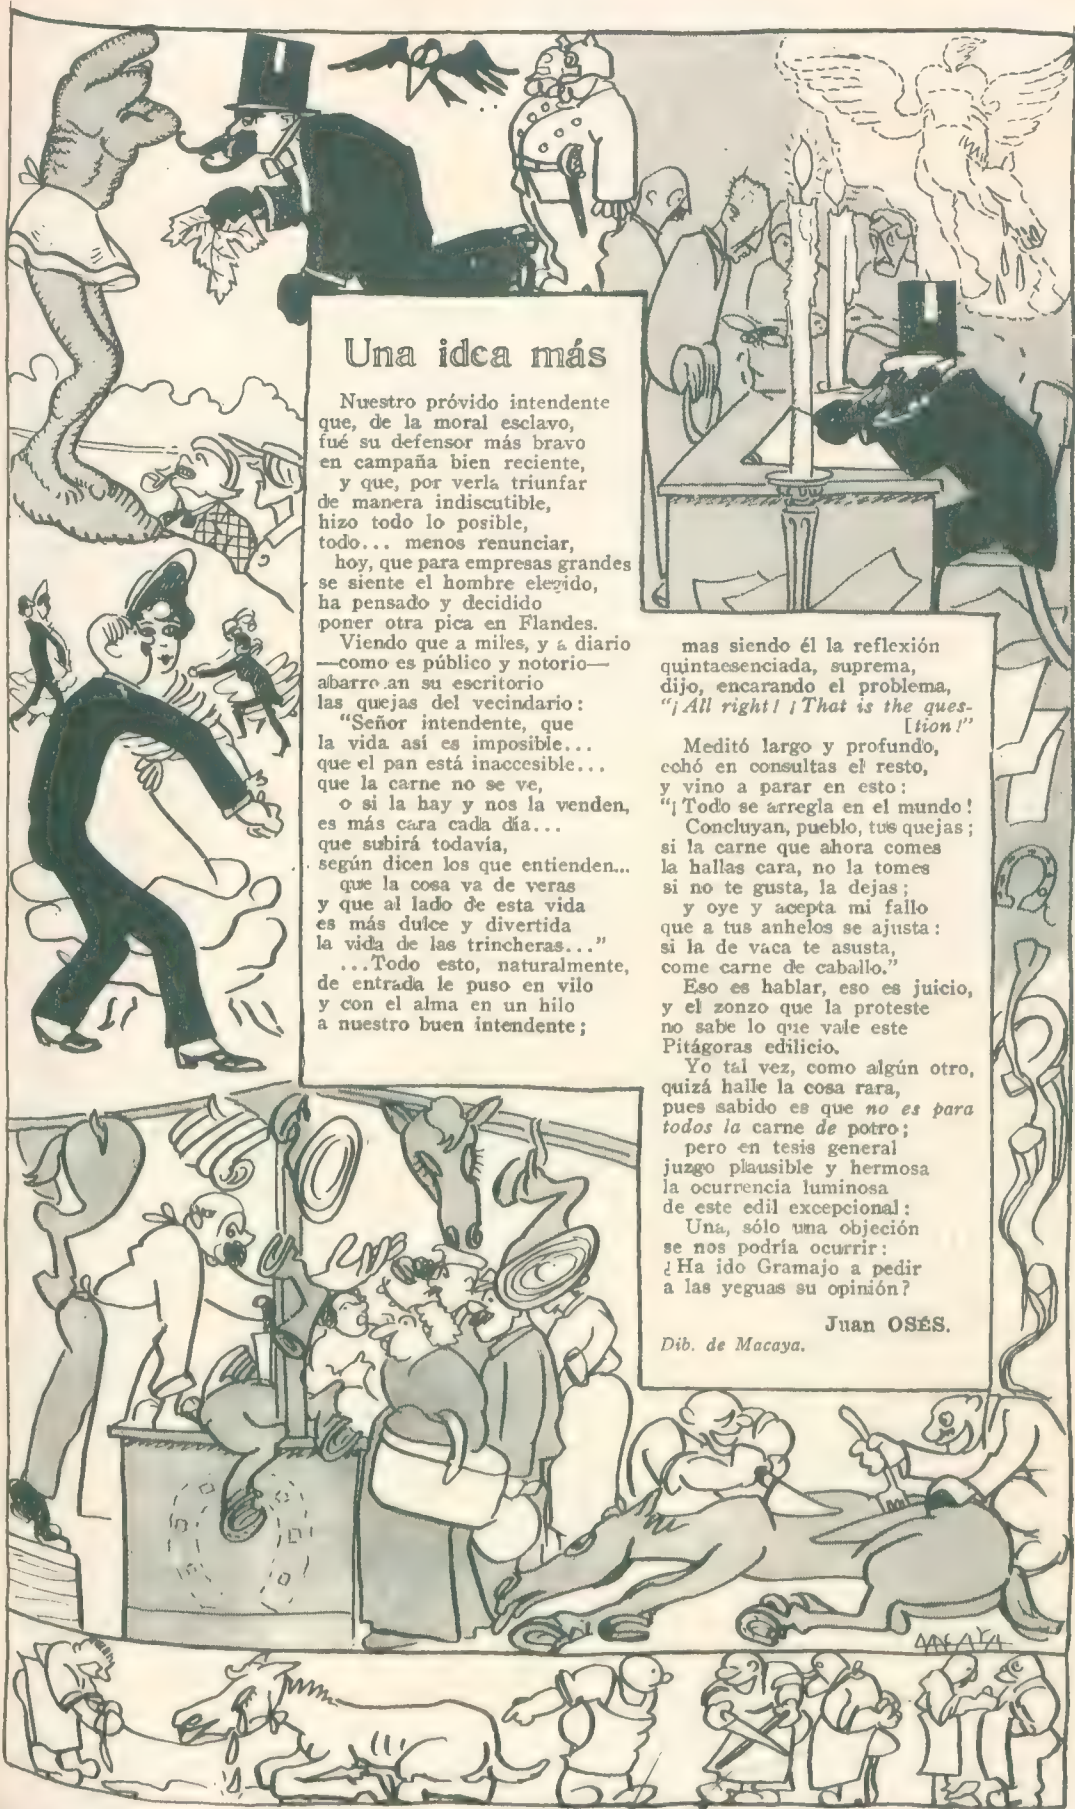 Una idea más
Nuestro próvido intendente
que, de la moral esclavo,
fué su defensor más bravo
en campaña bien reciente,
y que, por verla triunfar
de manera indiscutible,
hizo todo lo posible,
todo... menos renunciar,
hoy, que para empresas grandes
se siente el hombre elegido,
ha pensado y decidido
poner otra pica en Flandes.
Viendo que a miles, y a diario
—como es público y notorio—
abarro an su escritorio
las quejas del vecindario:
"Señor intendente, que
la vida así es imposible...
que el pan está inaccesible...
que la carne no se ve,
o si la hay y nos la venden,
es más cara cada día...
que subirá todavía,
según dicen los que entienden...
que la cosa va de veras
y que al lado de esta vida
es más dulce y divertida
la vida de las trincheras..."
...Todo esto, naturalmente,
de entrada le puso en vilo
y con el alma en un hilo
a nuestro buen intendente;
mas siendo él la reflexión
quintaesenciada, suprema,
dijo, encarando el problema,
"¡All right! ¡That is the ques-
[tion!"
Meditó largo y profundo,
echó en consultas el resto,
y vino a parar en esto:
"¡Todo se arregla en el mundo!
Concluyan, pueblo, tus quejas;
si la carne que ahora comes
la hallas cara, no la tomes
si no te gusta, la dejas;
y oye y acepta mi fallo
que a tus anhelos se ajusta:
si la de vaca te asusta,
come carne de caballo."
Eso es hablar, eso es juicio,
y el zonzo que la proteste
no sabe lo que vale este
Pitágoras edilicio.
Yo tal vez, como algún otro,
quizá halle la cosa rara,
pues sabido es que no es para
todos la carne de potro;
pero en tesis general
juzgo plausible y hermosa
la ocurrencia luminosa
de este edil excepcional:
Una, sólo una objeción
se nos podría ocurrir:
¿Ha ido Gramajo a pedir
a las yeguas su opinión?
Juan OSÉS.
Dib. de Macaya.
MACAYA